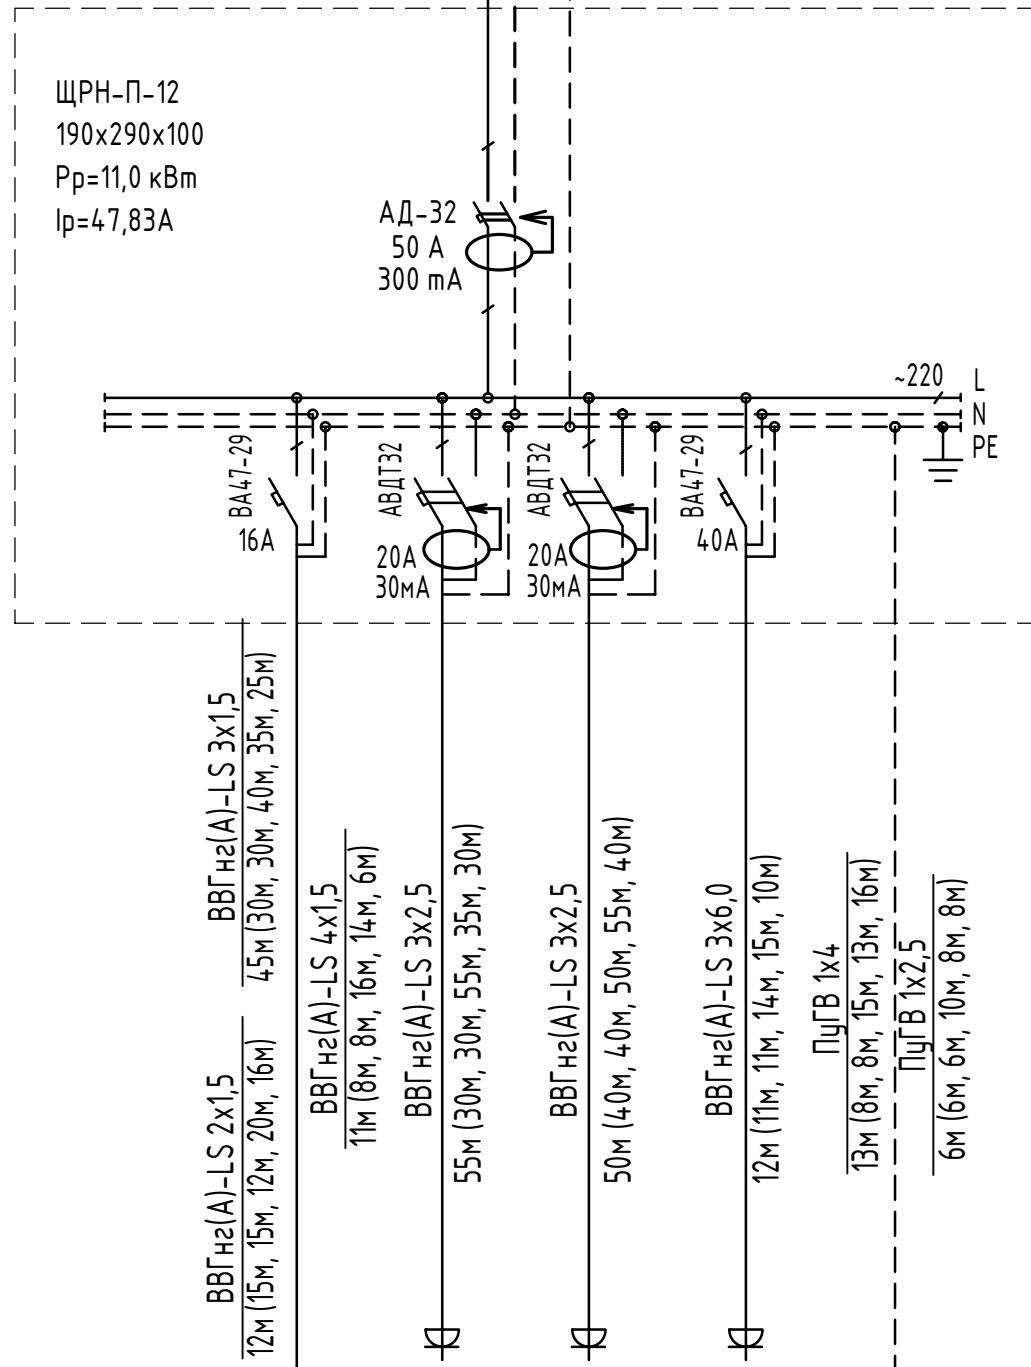 ЩРН-П-12
190х290х100
Рр=11,0 кВт
Iр=47,83А
АД-32
50 А
300 mА
~220
L
N
PE
ВА47-29
16А
АВДТ32
20А
30мА
АВДТ32
20А
30мА
ВА47-29
40А
ВВГнг(А)-LS 3х1,5
45м (30м, 30м, 40м, 35м, 25м)
ВВГнг(А)-LS 2х1,5
12м (15м, 15м, 12м, 20м, 16м)
ВВГнг(А)-LS 4х1,5
11м (8м, 8м, 16м, 14м, 6м)
ВВГнг(А)-LS 3х2,5
55м (30м, 30м, 55м, 35м, 30м)
ВВГнг(А)-LS 3х2,5
50м (40м, 40м, 50м, 55м, 40м)
ВВГнг(А)-LS 3х6,0
12м (11м, 11м, 14м, 15м, 10м)
ПуГВ 1х4
13м (8м, 8м, 15м, 13м, 16м)
ПуГВ 1х2,5
6м (6м, 6м, 10м, 8м, 8м)